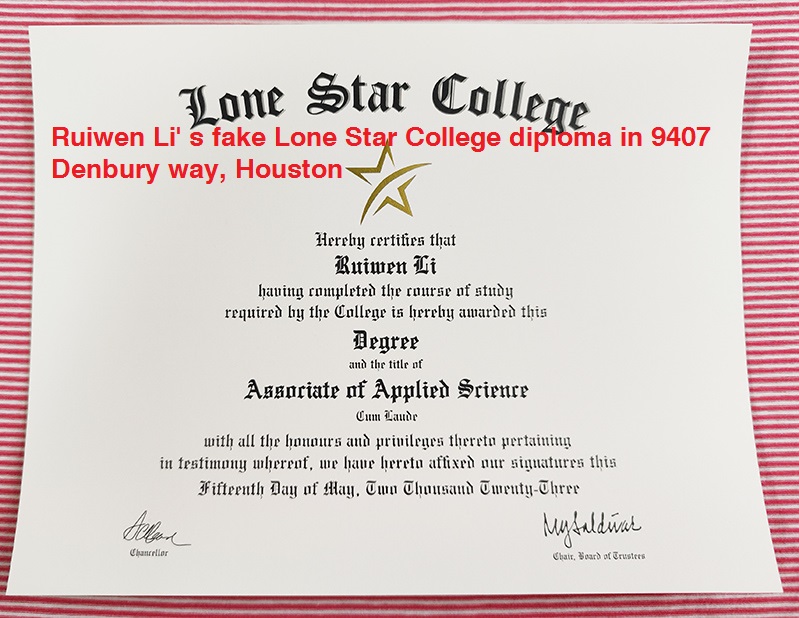 Lone Star College
Ruiwen Li' s fake Lone Star College diploma in 9407
Denbury way, Houston
Hereby certifies that
Ruiwen Li
having completed the course of study
required by the College is hereby awarded this
Degree
and the title of
Associate of Applied Science
Cum Laude
with all the honours and privileges thereto pertaining
in testimony whereof, we have hereto affixed our signatures this
Fifteenth Day of May, Two Thousand Twenty-Three
Chancellor
Chair, Board of Trustees